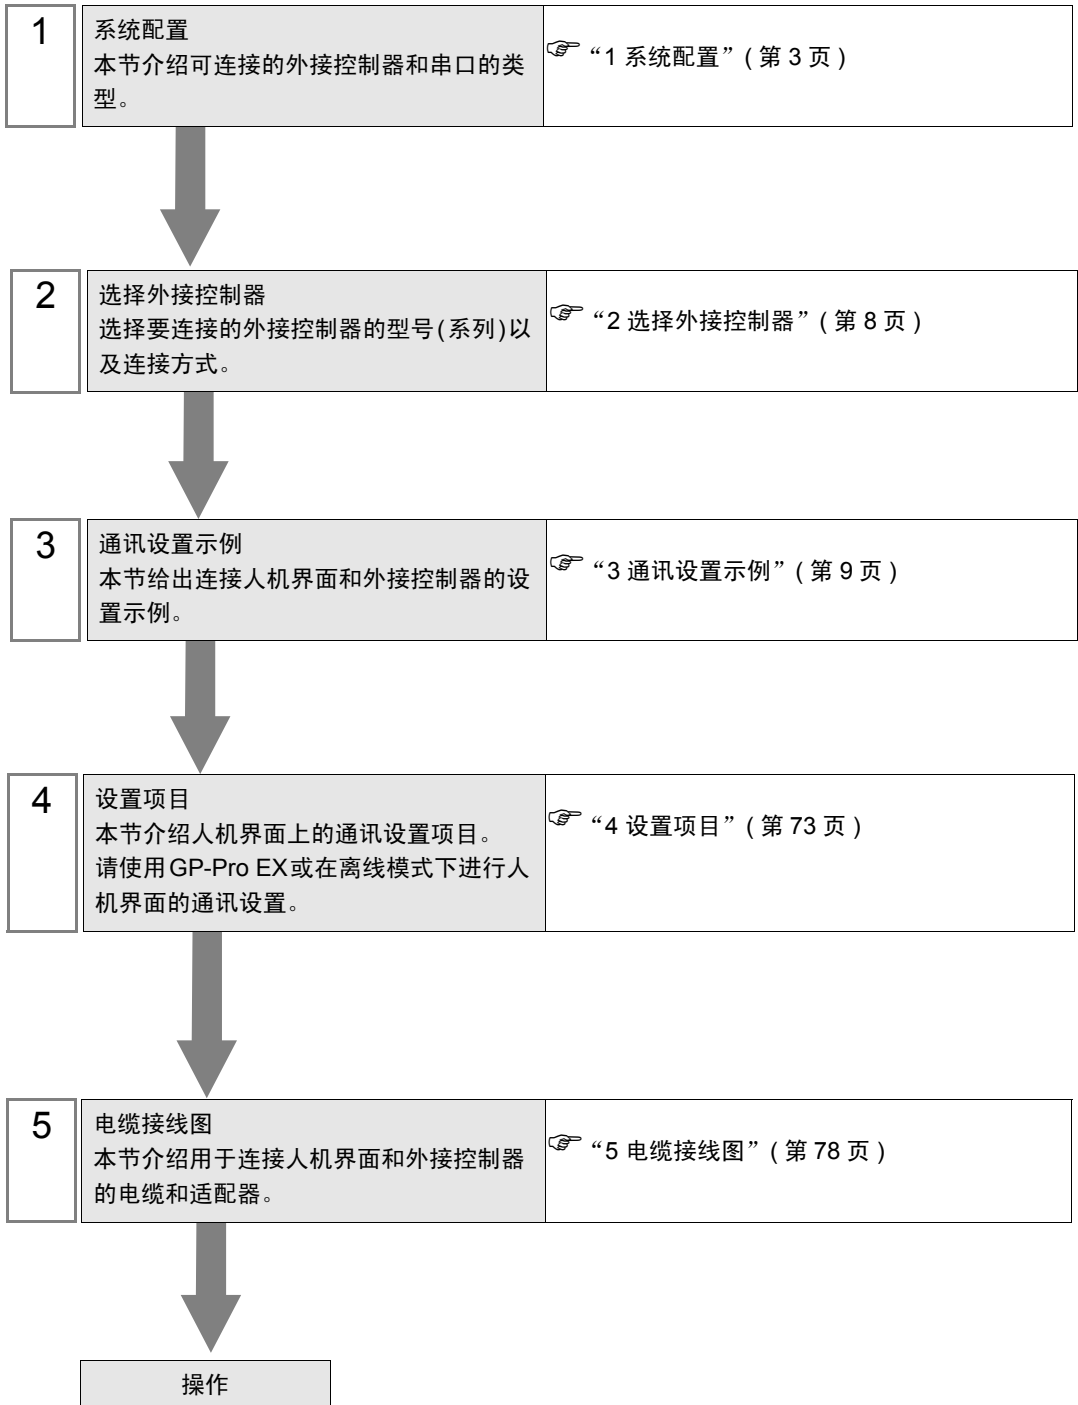 1
系统配置
本节介绍可连接的外接控制器和串口的类
型。
“1 系统配置” ( 第 3 页 )
2
选择外接控制器
选择要连接的外接控制器的型号(系列)以
及连接方式。
“2 选择外接控制器” ( 第 8 页 )
3
通讯设置示例
本节给出连接人机界面和外接控制器的设
置示例。
“3 通讯设置示例” ( 第 9 页 )
4
设置项目
本节介绍人机界面上的通讯设置项目。
请使用GP-Pro EX或在离线模式下进行人
机界面的通讯设置。
“4 设置项目” ( 第 73 页 )
5
电缆接线图
本节介绍用于连接人机界面和外接控制器
的电缆和适配器。
“5 电缆接线图” ( 第 78 页 )
操作